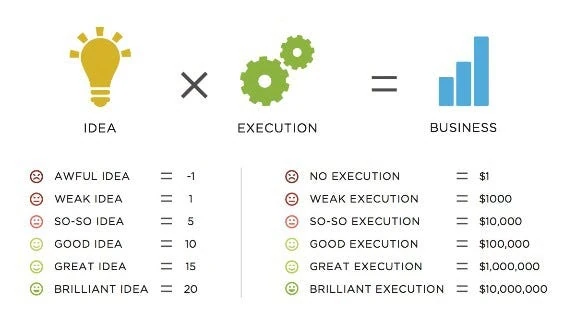 × =
IDEA EXECUTION BUSINESS
AWFUL IDEA = -1
WEAK IDEA = 1
SO-SO IDEA = 5
GOOD IDEA = 10
GREAT IDEA = 15
BRILLIANT IDEA = 20
NO EXECUTION = $1
WEAK EXECUTION = $1000
SO-SO EXECUTION = $10,000
GOOD EXECUTION = $100,000
GREAT EXECUTION = $1,000,000
BRILLIANT EXECUTION = $10,000,000